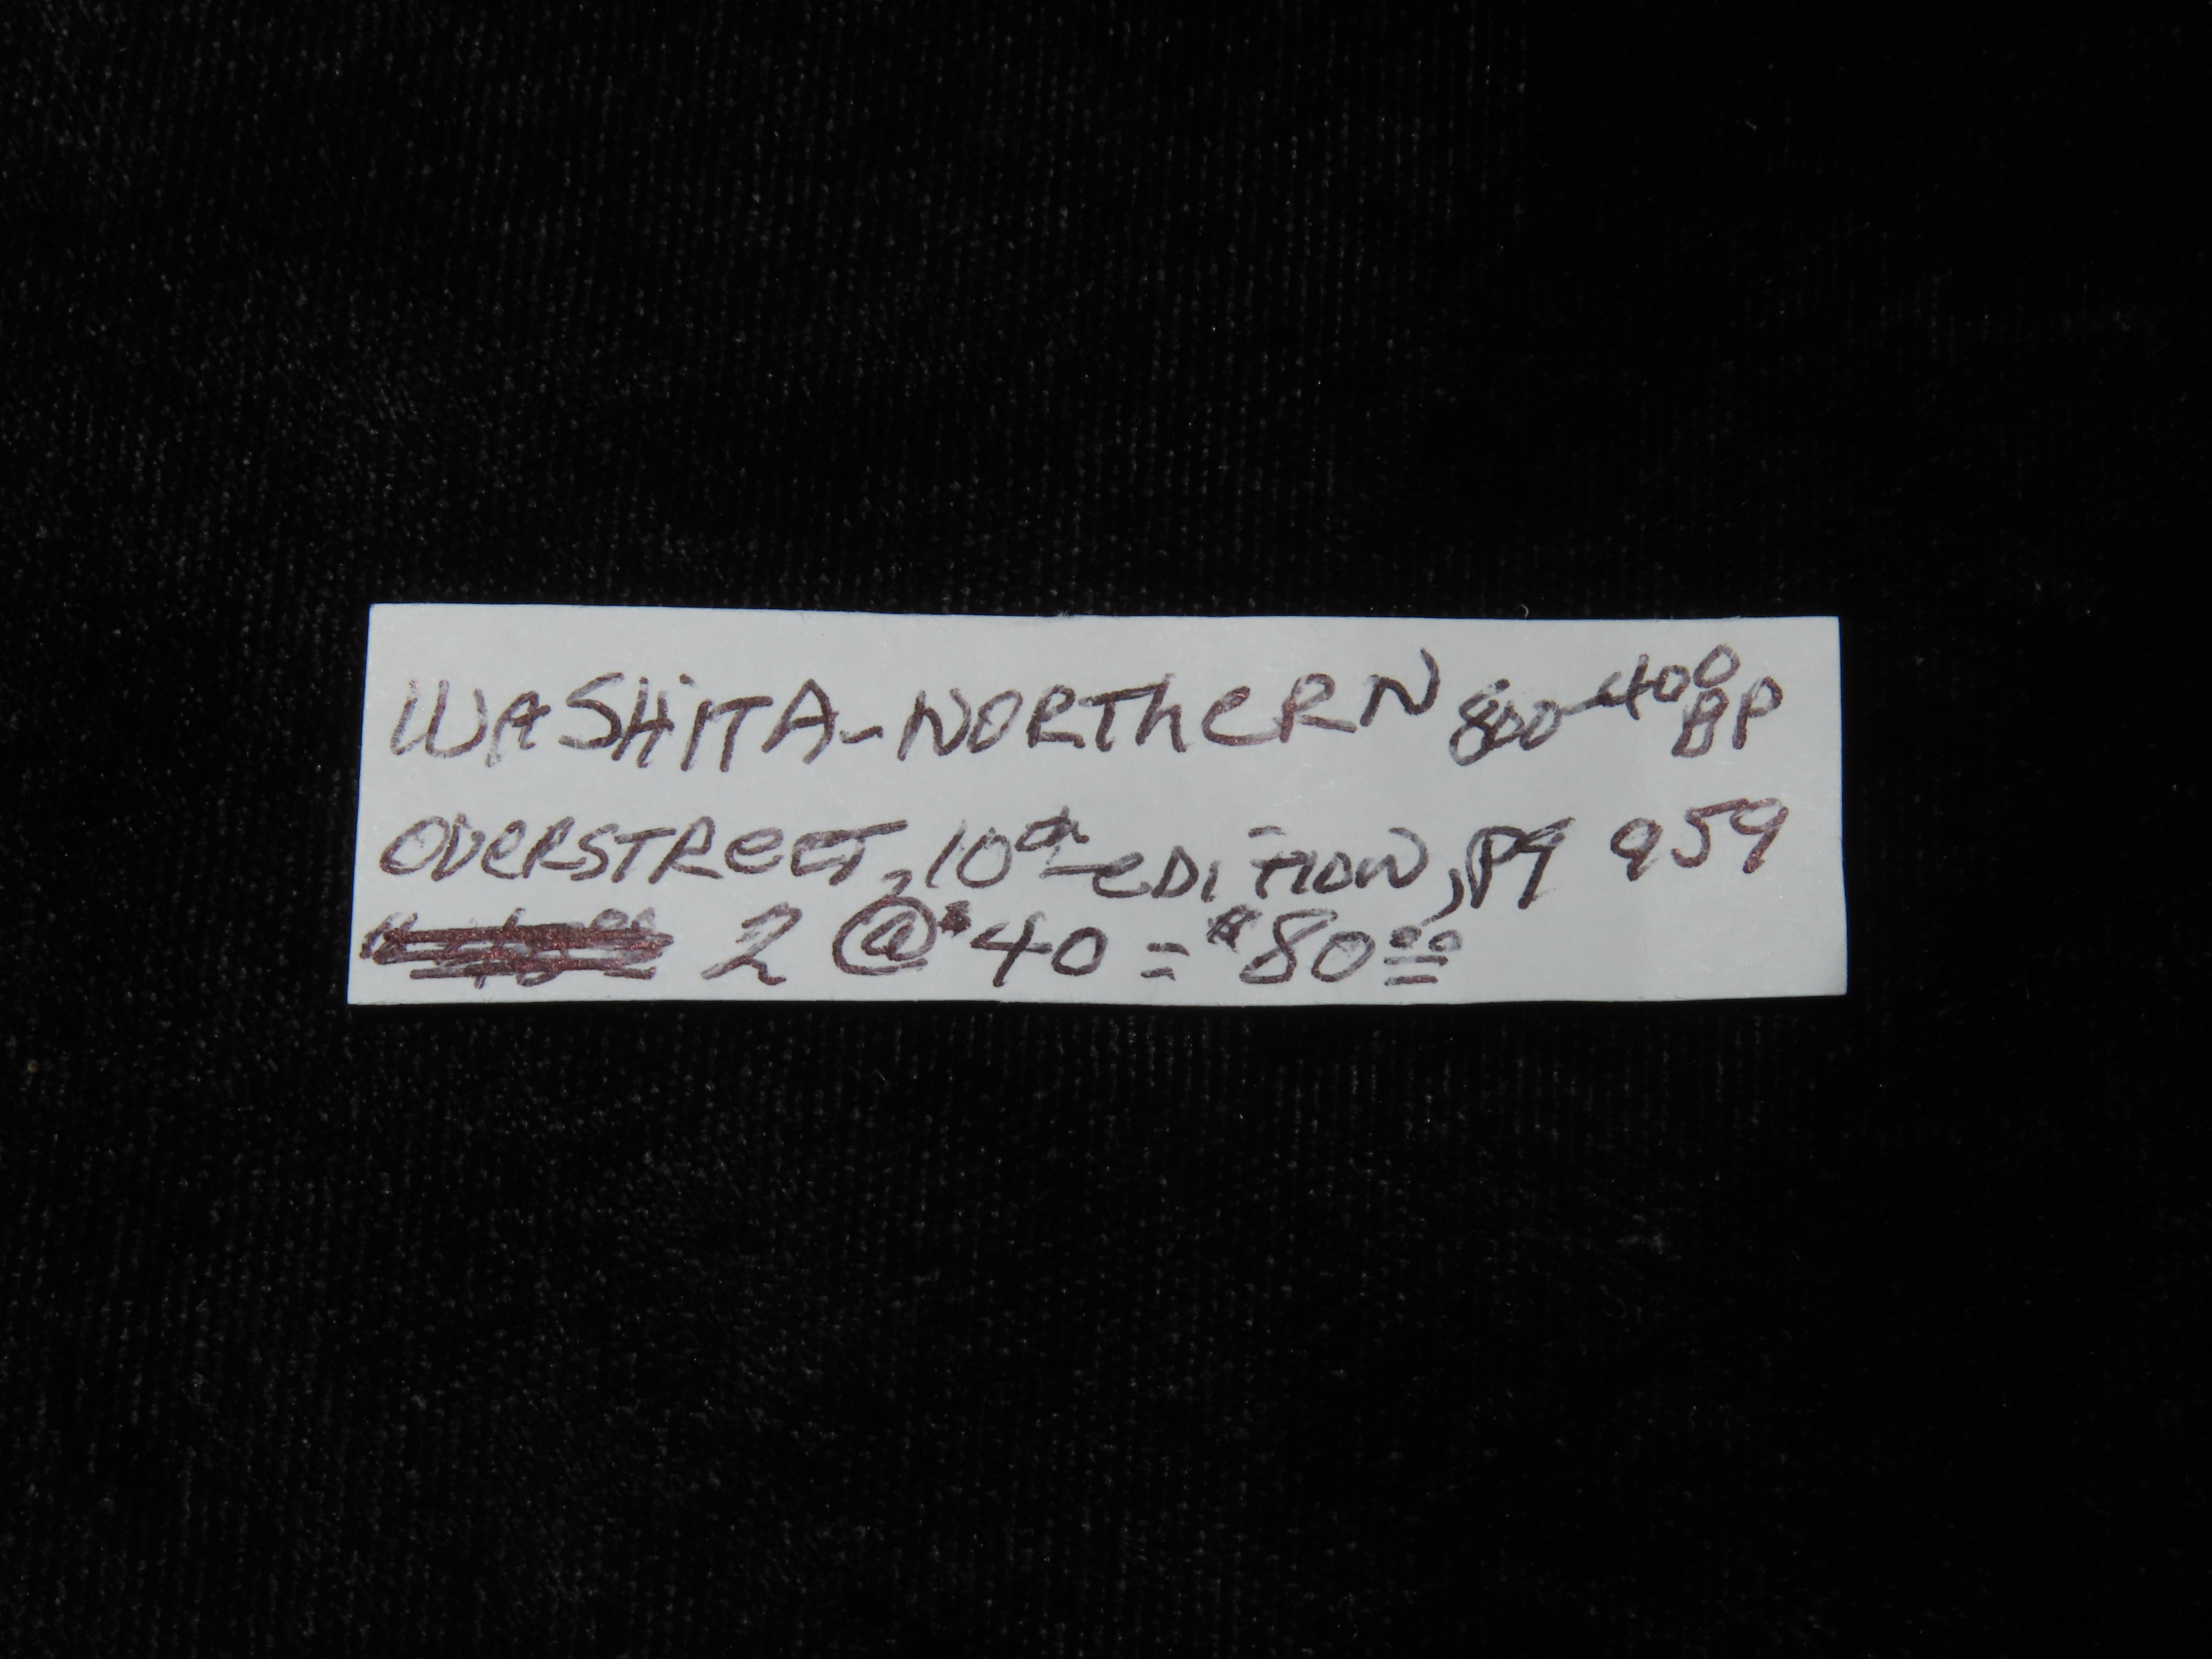 WASHITA-NORTHERN 800-400 BP
OVERSTREET, 10th EDITION, Pg 959
2 @ $40 = $80.00